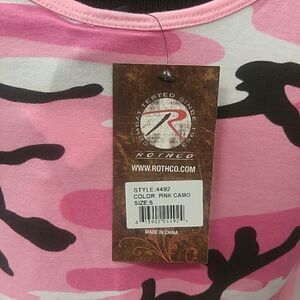 COMBAT TESTED SINCE 1953
ROTHCO
WWW.ROTHCO.COM
STYLE:4492
COLOR: PINK CAMO
SIZE:S
MADE IN CHINA